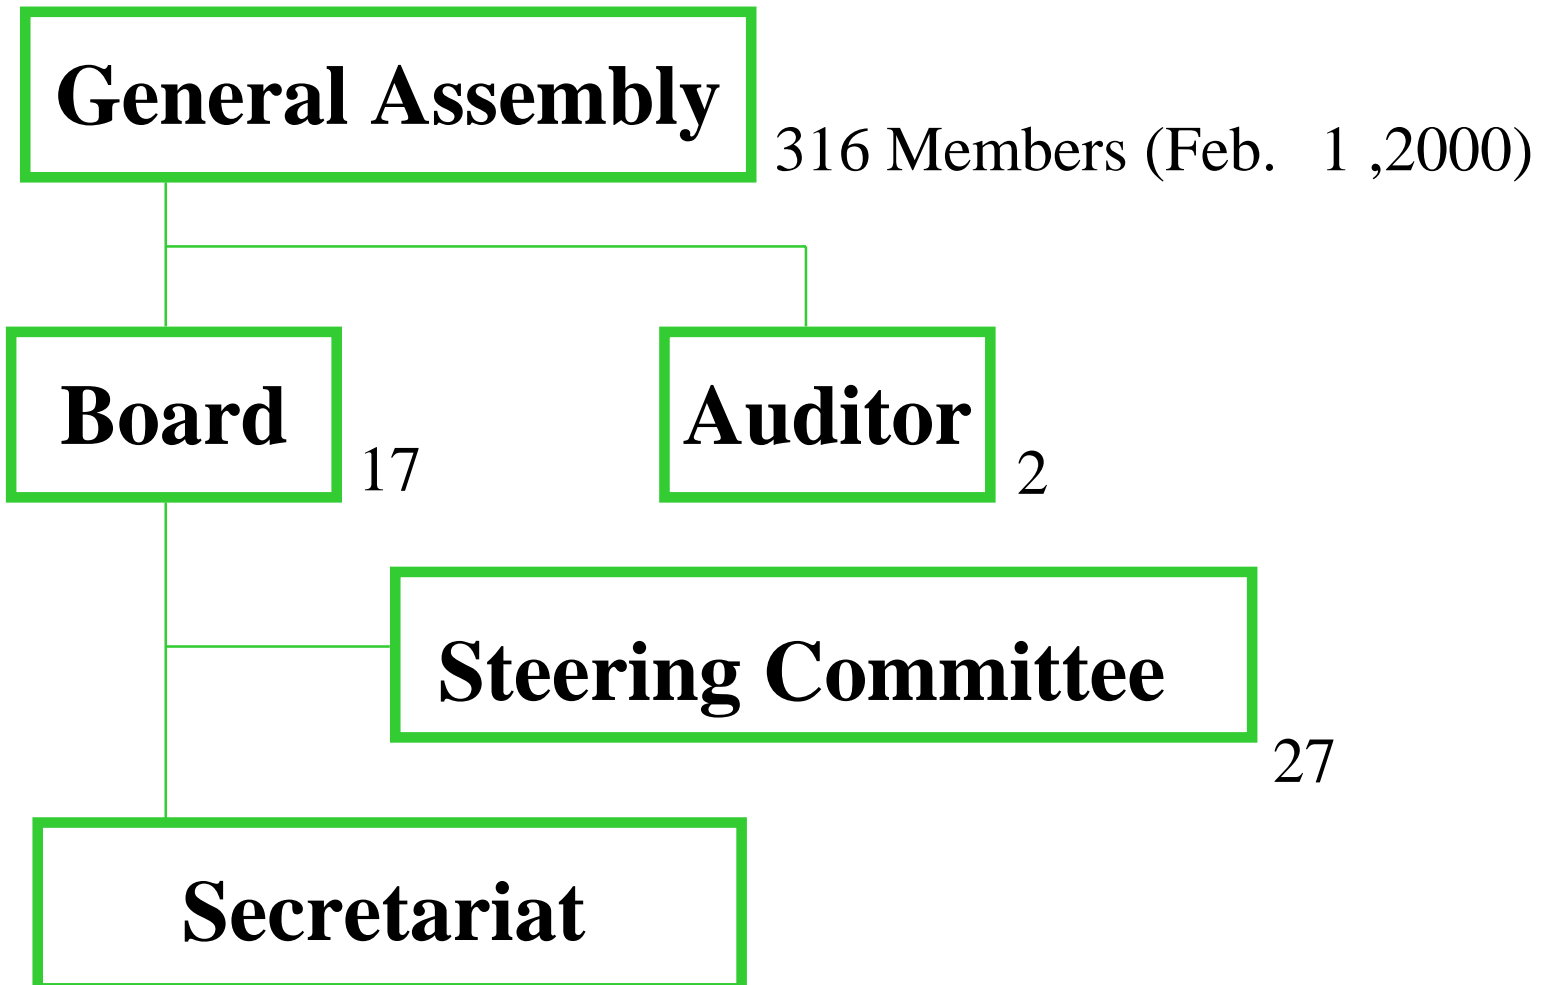 General Assembly
316 Members (Feb. 1 ,2000)
Board
17
Auditor
2
Steering Committee
27
Secretariat